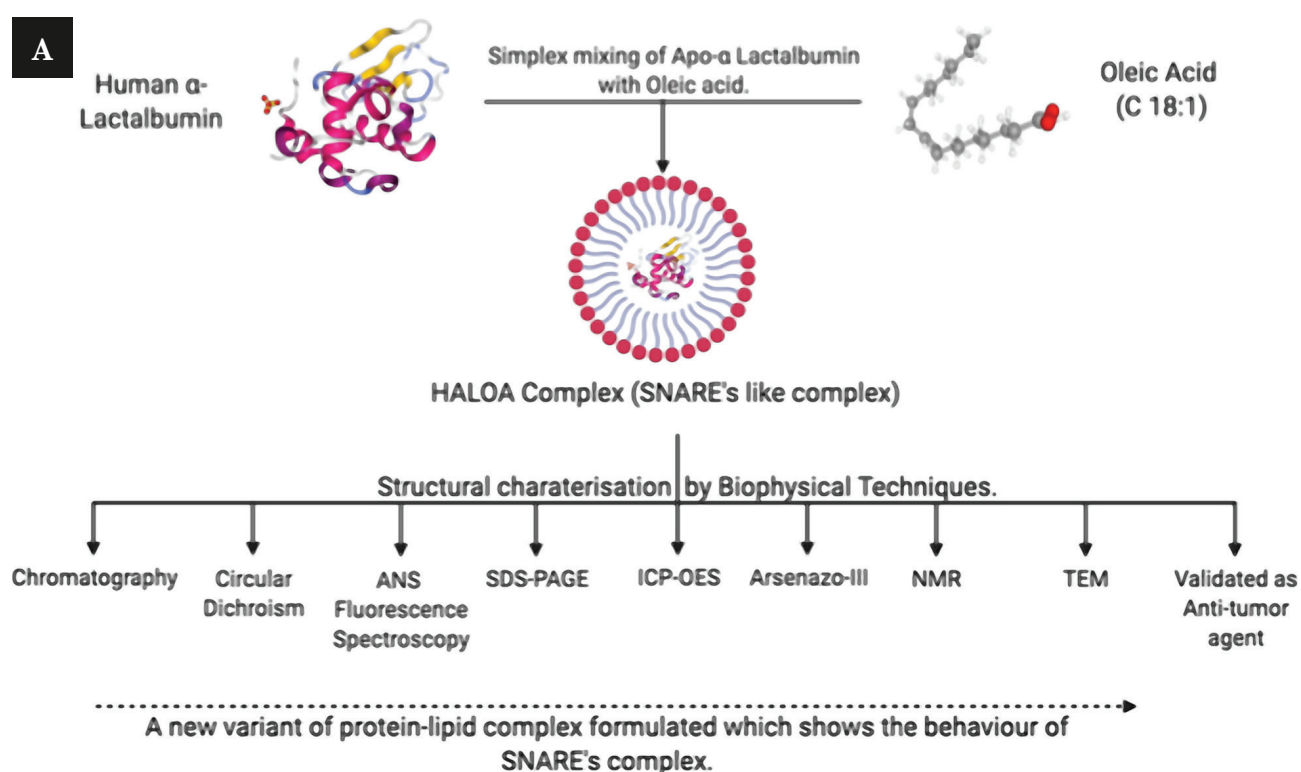 A
Human α-
Lactalbumin
Simplex mixing of Apo-α Lactalbumin
with Oleic acid.
Oleic Acid
(C 18:1)
HALOA Complex (SNARE's like complex)
Structural charaterisation by Biophysical Techniques.
Chromatography
Circular
Dichroism
ANS
Fluorescence
Spectroscopy
SDS-PAGE
ICP-OES
Arsenazo-III
NMR
TEM
Validated as
Anti-tumor
agent
A new variant of protein-lipid complex formulated which shows the behaviour of
SNARE's complex.